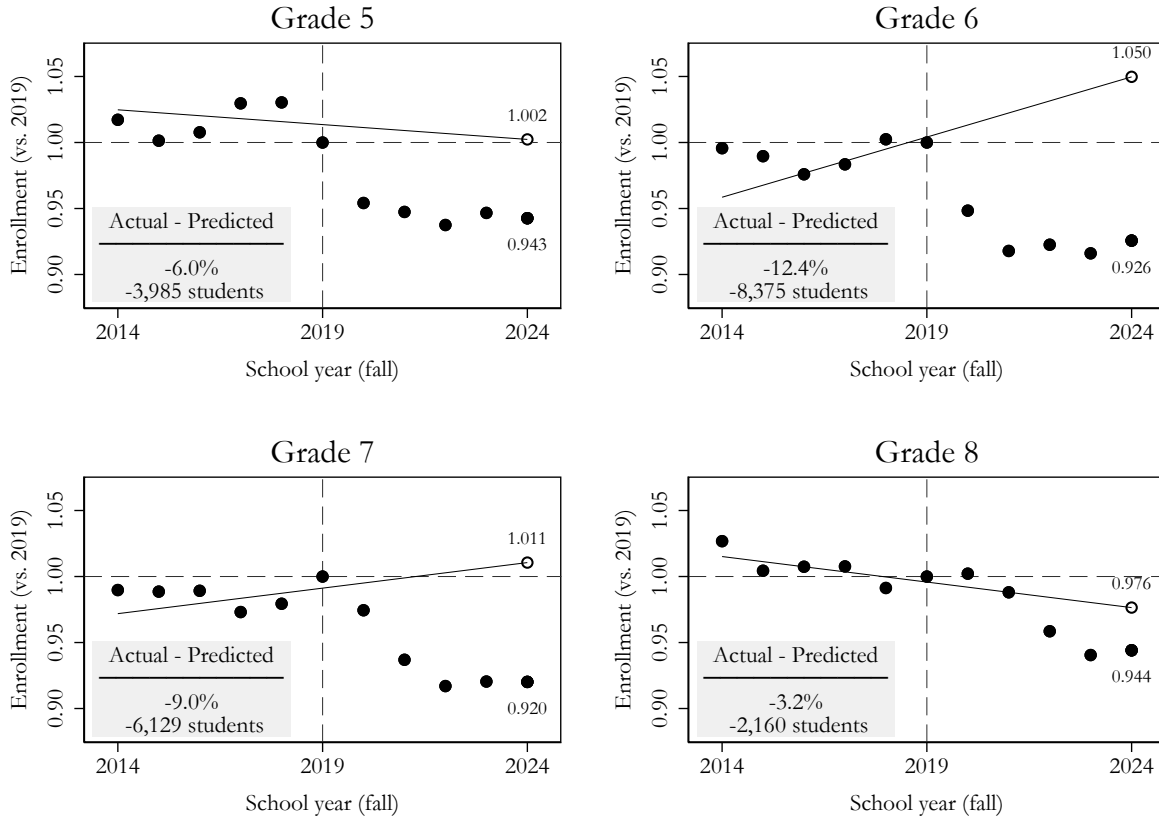 Grade 5
Enrollment (vs. 2019)
1.05
1.00
0.95
0.90
1.002
0.943
Actual - Predicted
-6.0%
-3,985 students
2014 2019 2024
School year (fall)
Grade 6
Enrollment (vs. 2019)
1.05
1.00
0.95
0.90
1.050
0.926
Actual - Predicted
-12.4%
-8,375 students
2014 2019 2024
School year (fall)
Grade 7
Enrollment (vs. 2019)
1.05
1.00
0.95
0.90
1.011
0.920
Actual - Predicted
-9.0%
-6,129 students
2014 2019 2024
School year (fall)
Grade 8
Enrollment (vs. 2019)
1.05
1.00
0.95
0.90
0.976
0.944
Actual - Predicted
-3.2%
-2,160 students
2014 2019 2024
School year (fall)